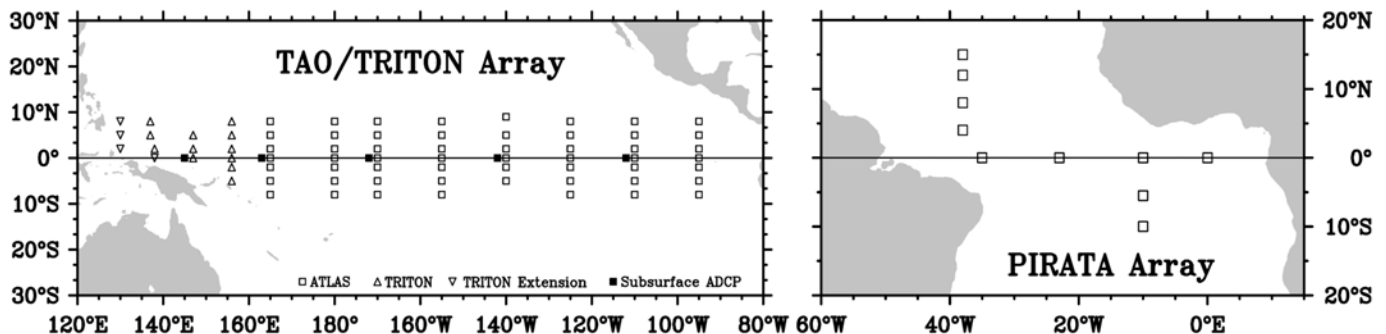 30°N
20°N
10°N
0°
10°S
20°S
30°S
TAO/TRITON Array
ATLAS TRITON TRITON Extension Subsurface ADCP
120°E 140°E 160°E 180° 160°W 140°W 120°W 100°W 80°W
PIRATA Array
20°N
10°N
0°
10°S
20°S
60°W 40°W 20°W 0°E